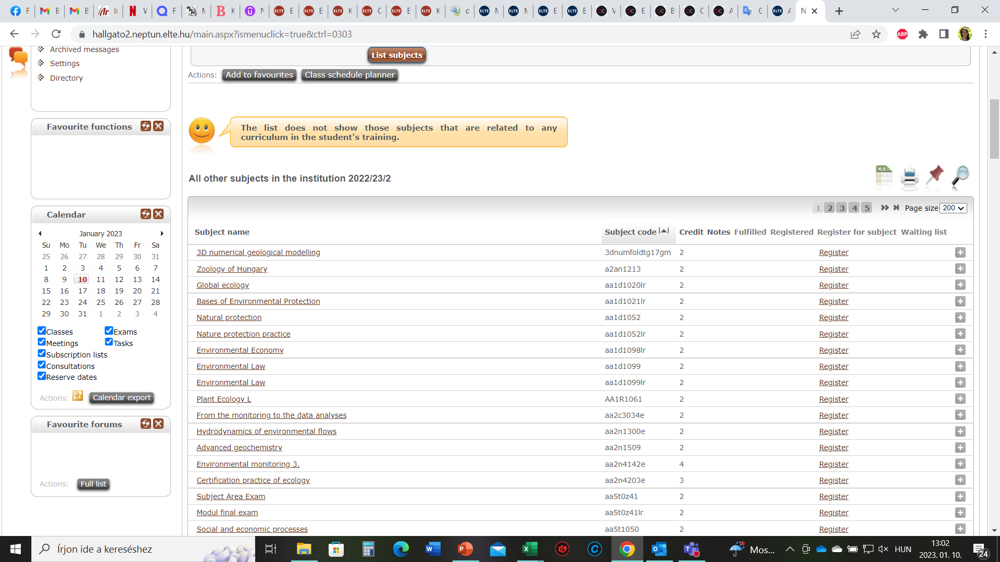 F B B Ir W F M K N E E K C E K d N N E E V E B C A G A N
hallgato2.neptun.elte.hu/main.aspx?ismenuclick=true&ctrl=0303
Archived messages
Settings
Directory
List subjects
Actions: Add to favourites Class schedule planner
Favourite functions
The list does not show those subjects that are related to any
curriculum in the student's training.
All other subjects in the institution 2022/23/2
1 2 3 4 5 Page size 200
Subject name Subject code Credit Notes Fulfilled Registered Register for subject Waiting list
3D numerical geological modelling 3dnumfoldtg17gm 2 Register
Zoology of Hungary a2an1213 2 Register
Global ecology aa1d1020lr 2 Register
Bases of Environmental Protection aa1d1021lr 2 Register
Natural protection aa1d1052 2 Register
Nature protection practice aa1d1052lr 2 Register
Environmental Economy aa1d1098lr 2 Register
Environmental Law aa1d1099 2 Register
Environmental Law aa1d1099lr 2 Register
Plant Ecology L AA1R1061 2 Register
From the monitoring to the data analyses aa2c3034e 2 Register
Hydrodynamics of environmental flows aa2n1300e 2 Register
Advanced geochemistry aa2n1509 2 Register
Environmental monitoring 3. aa2n4142e 4 Register
Certification practice of ecology aa2n4203e 3 Register
Subject Area Exam aa5t0z41 2 Register
Modul final exam aa5t0z41lr 2 Register
Social and economic processes aa5t1050 2 Register
Calendar
January 2023
Su Mo Tu We Th Fr Sa
25 26 27 28 29 30 31
1 2 3 4 5 6 7
8 9 10 11 12 13 14
15 16 17 18 19 20 21
22 23 24 25 26 27 28
29 30 31 1 2 3 4
Classes Exams
Meetings Tasks
Subscription lists
Consultations
Reserve dates
Actions: Calendar export
Favourite forums
Actions: Full list
Írjon ide a kereséshez
Mos... HUN
13:02
2023. 01. 10.
24